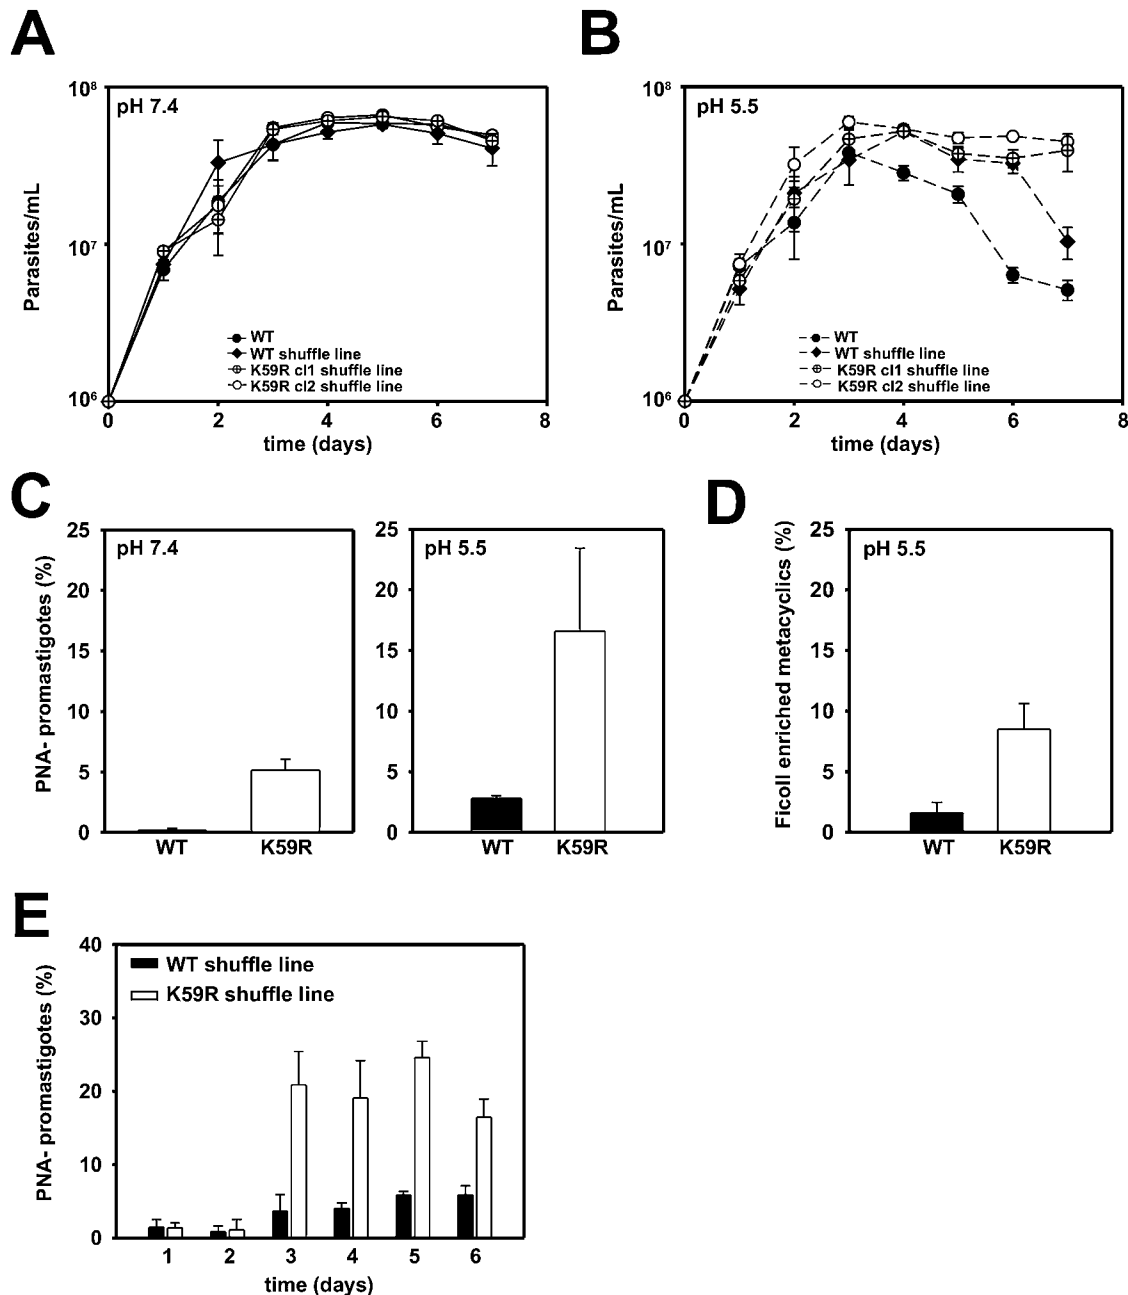 A
B
10⁸
pH 7.4
10⁷
10⁶
Parasites/mL
WT
WT shuffle line
K59R cl1 shuffle line
K59R cl2 shuffle line
0 2 4 6 8
time (days)
10⁸
pH 5.5
10⁷
10⁶
Parasites/mL
WT
WT shuffle line
K59R cl1 shuffle line
K59R cl2 shuffle line
0 2 4 6 8
time (days)
C
PNA- promastigotes (%)
25
20
15
10
5
0
pH 7.4
WT K59R
25
20
15
10
5
0
pH 5.5
WT K59R
D
Ficoll enriched metacyclics (%)
25
20
15
10
5
0
pH 5.5
WT K59R
E
PNA- promastigotes (%)
40
30
20
10
0
WT shuffle line
K59R shuffle line
1 2 3 4 5 6
time (days)